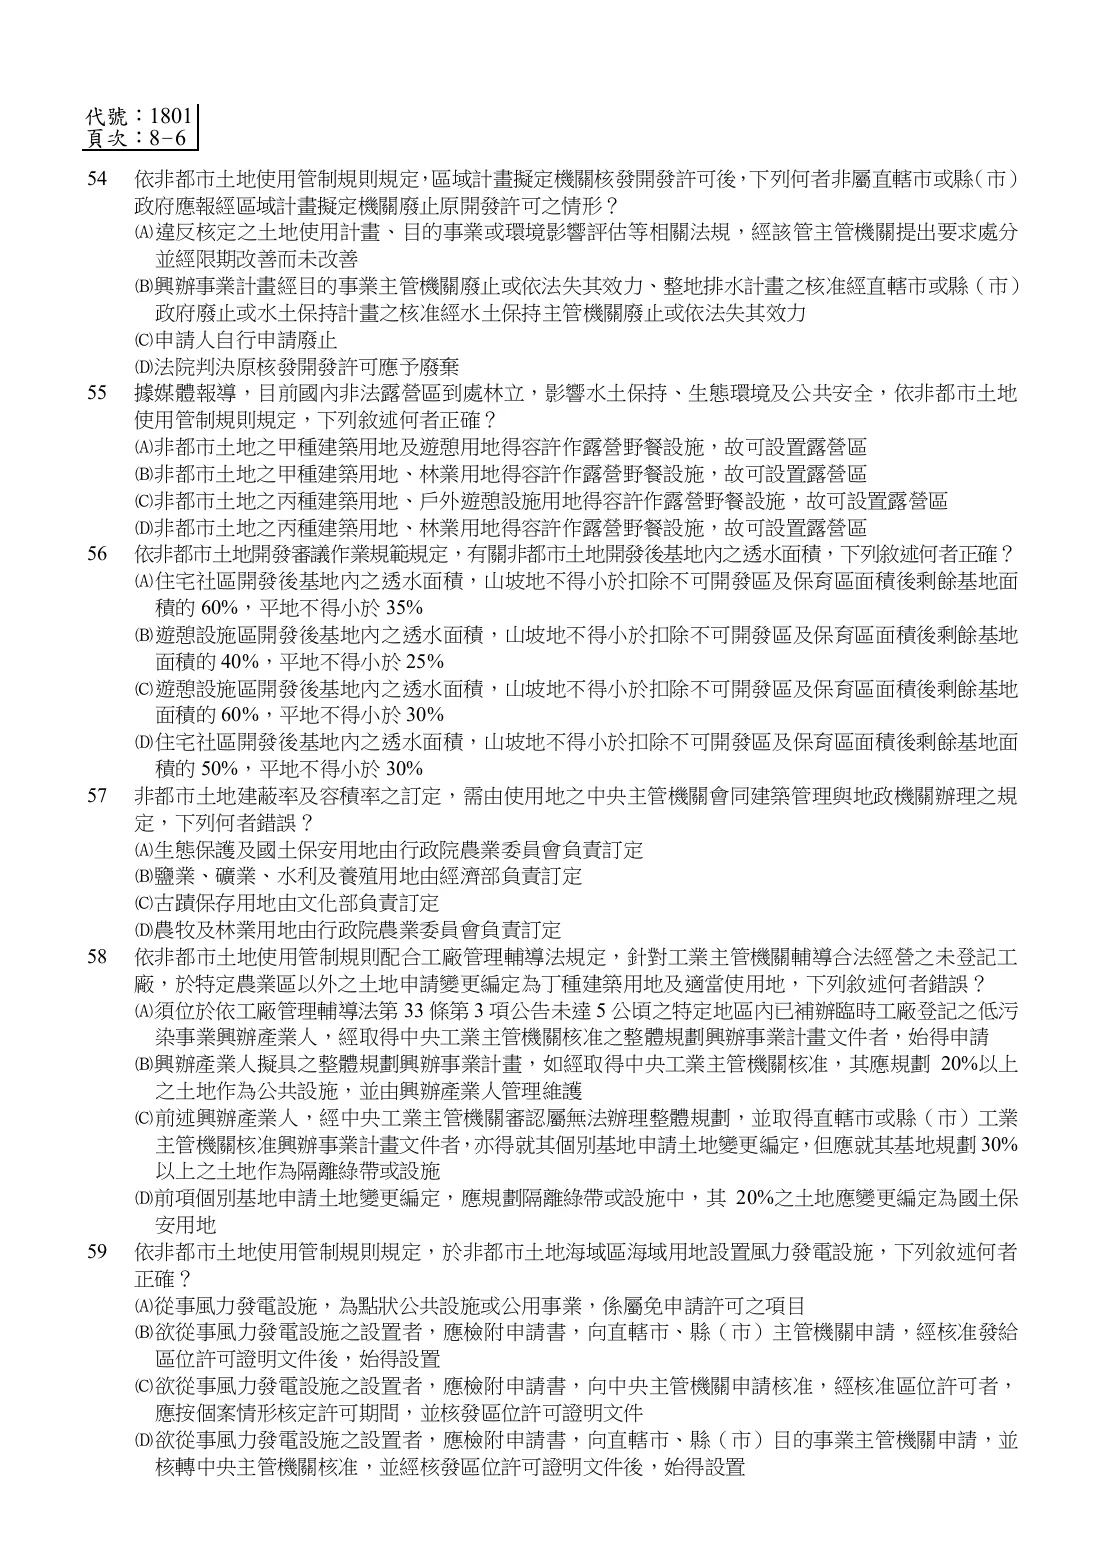 代號：1801
頁次：8－6
54 依非都市土地使用管制規則規定，區域計畫擬定機關核發開發許可後，下列何者非屬直轄市或縣（市）
政府應報經區域計畫擬定機關廢止原開發許可之情形？
(A)違反核定之土地使用計畫、目的事業或環境影響評估等相關法規，經該管主管機關提出要求處分
並經限期改善而未改善
(B)興辦事業計畫經目的事業主管機關廢止或依法失其效力、整地排水計畫之核准經直轄市或縣（市）
政府廢止或水土保持計畫之核准經水土保持主管機關廢止或依法失其效力
(C)申請人自行申請廢止
(D)法院判決原核發開發許可應予廢棄
55 據媒體報導，目前國內非法露營區到處林立，影響水土保持、生態環境及公共安全，依非都市土地
使用管制規則規定，下列敘述何者正確？
(A)非都市土地之甲種建築用地及遊憩用地得容許作露營野餐設施，故可設置露營區
(B)非都市土地之甲種建築用地、林業用地得容許作露營野餐設施，故可設置露營區
(C)非都市土地之丙種建築用地、戶外遊憩設施用地得容許作露營野餐設施，故可設置露營區
(D)非都市土地之丙種建築用地、林業用地得容許作露營野餐設施，故可設置露營區
56 依非都市土地開發審議作業規範規定，有關非都市土地開發後基地內之透水面積，下列敘述何者正確？
(A)住宅社區開發後基地內之透水面積，山坡地不得小於扣除不可開發區及保育區面積後剩餘基地面
積的 60%，平地不得小於 35%
(B)遊憩設施區開發後基地內之透水面積，山坡地不得小於扣除不可開發區及保育區面積後剩餘基地
面積的 40%，平地不得小於 25%
(C)遊憩設施區開發後基地內之透水面積，山坡地不得小於扣除不可開發區及保育區面積後剩餘基地
面積的 60%，平地不得小於 30%
(D)住宅社區開發後基地內之透水面積，山坡地不得小於扣除不可開發區及保育區面積後剩餘基地面
積的 50%，平地不得小於 30%
57 非都市土地建蔽率及容積率之訂定，需由使用地之中央主管機關會同建築管理與地政機關辦理之規
定，下列何者錯誤？
(A)生態保護及國土保安用地由行政院農業委員會負責訂定
(B)鹽業、礦業、水利及養殖用地由經濟部負責訂定
(C)古蹟保存用地由文化部負責訂定
(D)農牧及林業用地由行政院農業委員會負責訂定
58 依非都市土地使用管制規則配合工廠管理輔導法規定，針對工業主管機關輔導合法經營之未登記工
廠，於特定農業區以外之土地申請變更編定為丁種建築用地及適當使用地，下列敘述何者錯誤？
(A)須位於依工廠管理輔導法第 33 條第 3 項公告未達 5 公頃之特定地區內已補辦臨時工廠登記之低污
染事業興辦產業人，經取得中央工業主管機關核准之整體規劃興辦事業計畫文件者，始得申請
(B)興辦產業人擬具之整體規劃興辦事業計畫，如經取得中央工業主管機關核准，其應規劃 20%以上
之土地作為公共設施，並由興辦產業人管理維護
(C)前述興辦產業人，經中央工業主管機關審認屬無法辦理整體規劃，並取得直轄市或縣（市）工業
主管機關核准興辦事業計畫文件者，亦得就其個別基地申請土地變更編定，但應就其基地規劃 30%
以上之土地作為隔離綠帶或設施
(D)前項個別基地申請土地變更編定，應規劃隔離綠帶或設施中，其 20%之土地應變更編定為國土保
安用地
59 依非都市土地使用管制規則規定，於非都市土地海域區海域用地設置風力發電設施，下列敘述何者
正確？
(A)從事風力發電設施，為點狀公共設施或公用事業，係屬免申請許可之項目
(B)欲從事風力發電設施之設置者，應檢附申請書，向直轄市、縣（市）主管機關申請，經核准發給
區位許可證明文件後，始得設置
(C)欲從事風力發電設施之設置者，應檢附申請書，向中央主管機關申請核准，經核准區位許可者，
應按個案情形核定許可期間，並核發區位許可證明文件
(D)欲從事風力發電設施之設置者，應檢附申請書，向直轄市、縣（市）目的事業主管機關申請，並
核轉中央主管機關核准，並經核發區位許可證明文件後，始得設置